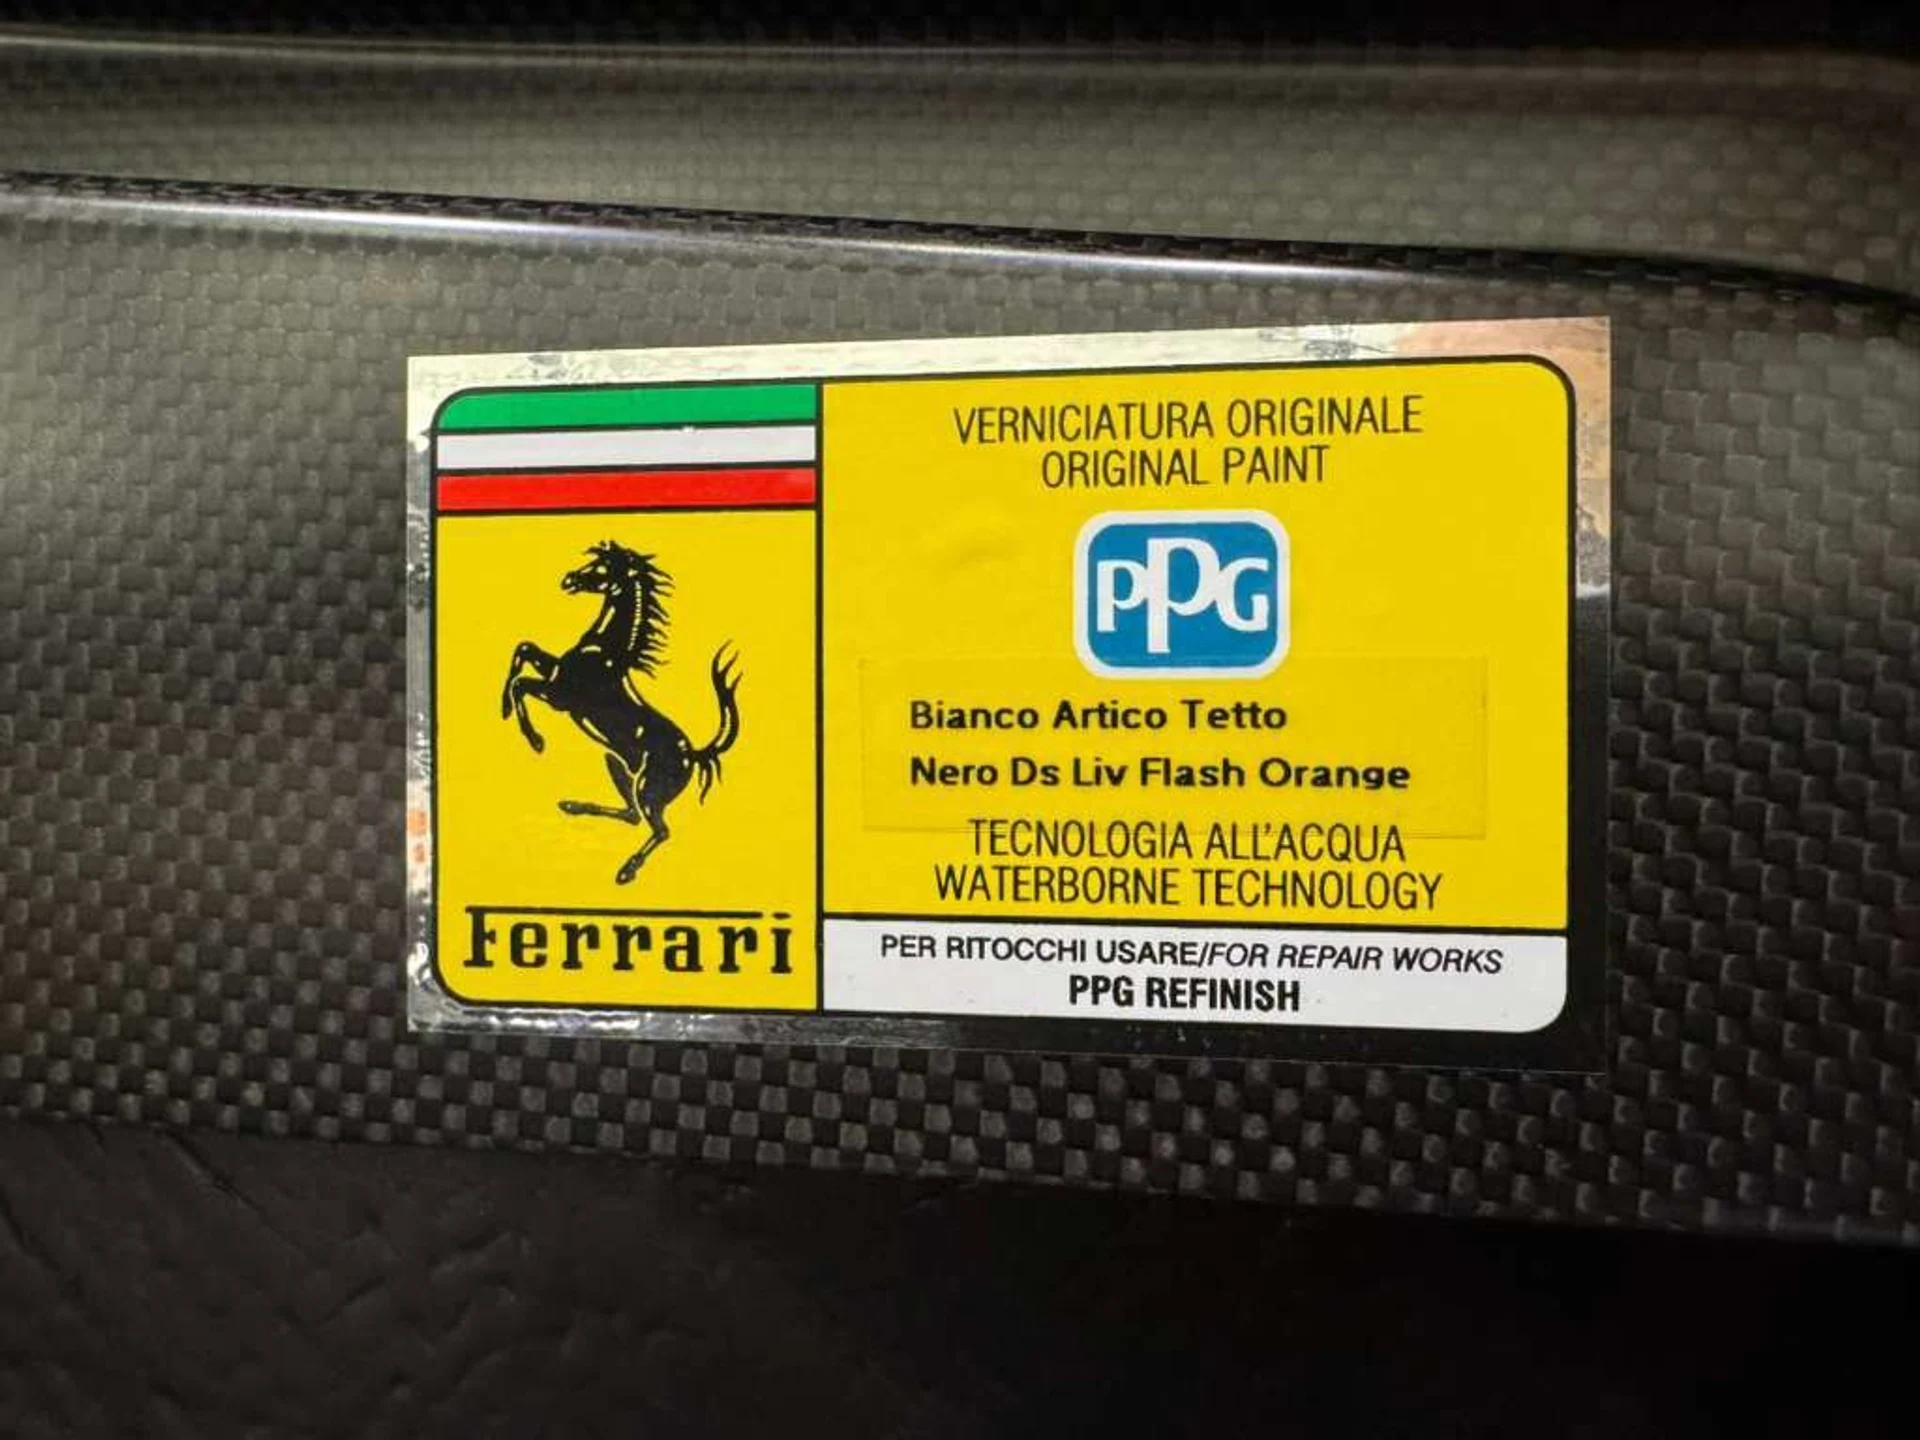 VERNICIATURA ORIGINALE
ORIGINAL PAINT
PPG
Bianco Artico Tetto
Nero Ds Liv Flash Orange
TECNOLOGIA ALL'ACQUA
WATERBORNE TECHNOLOGY
Ferrari
PER RITOCCHI USARE/FOR REPAIR WORKS
PPG REFINISH